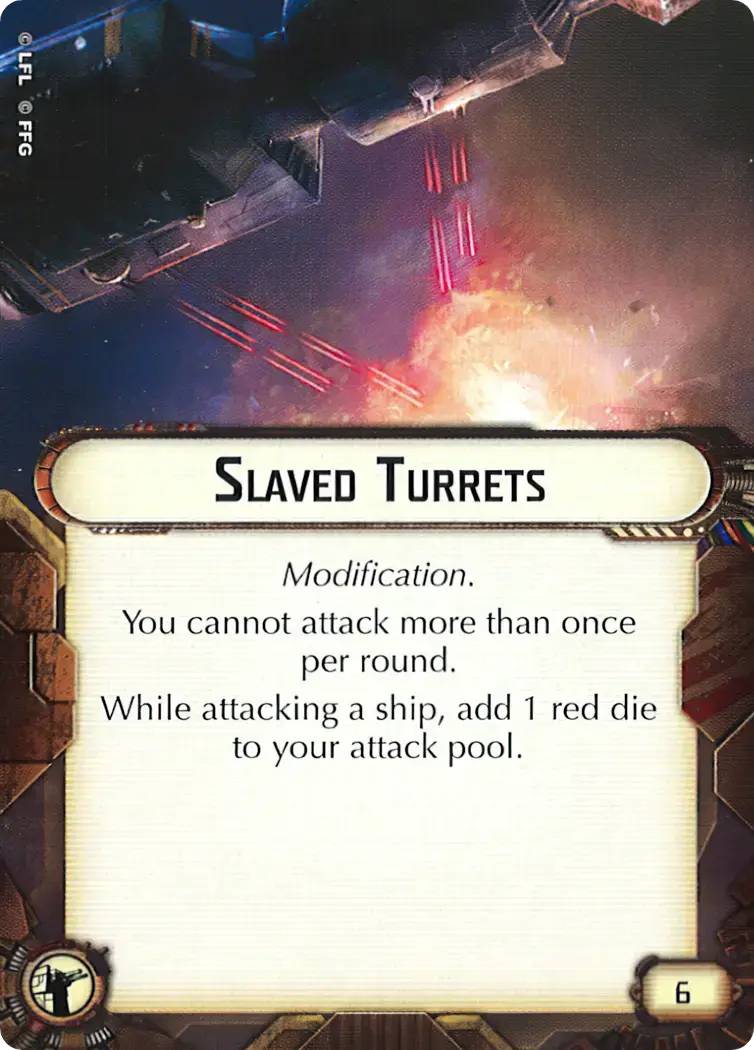 © LFL © FFG
Slaved Turrets
Modification.
You cannot attack more than once
per round.
While attacking a ship, add 1 red die
to your attack pool.
6